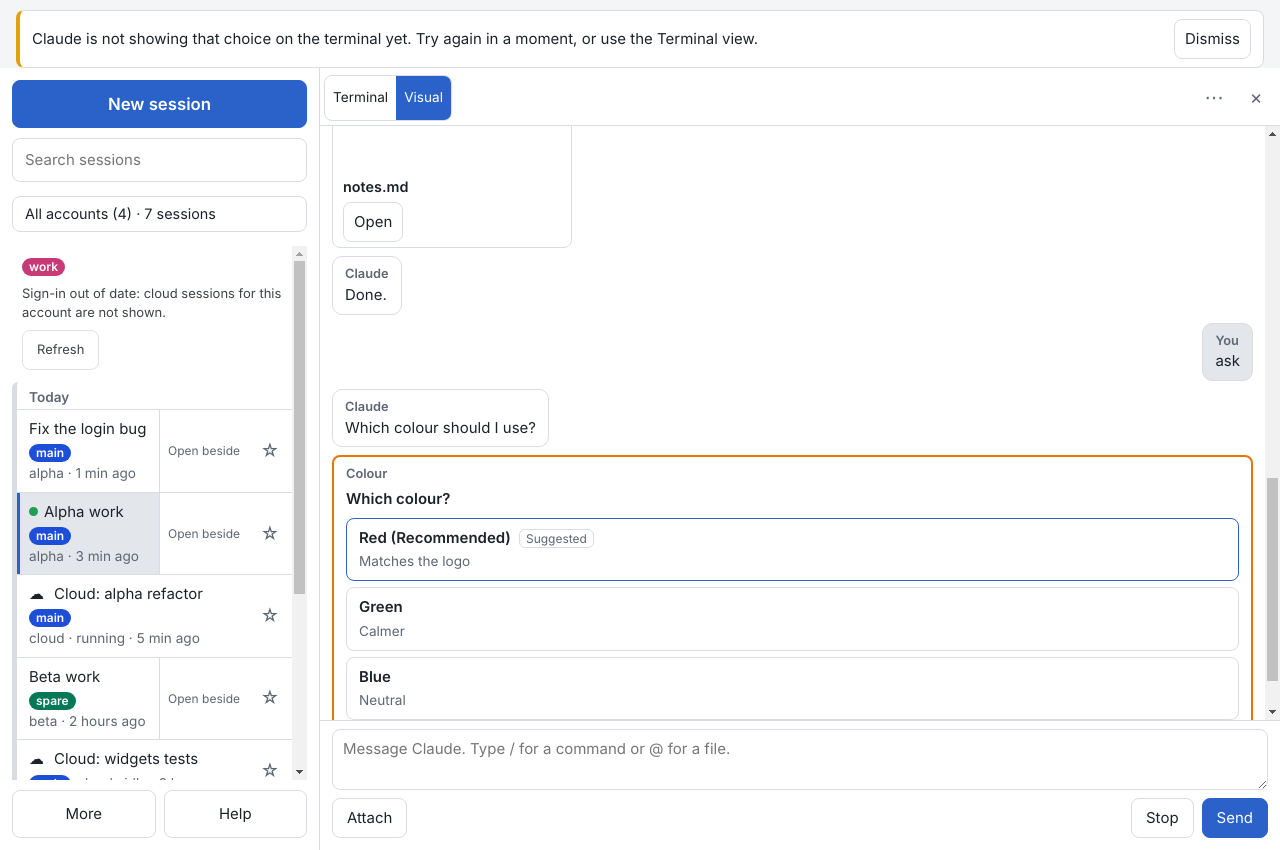 Claude is not showing that choice on the terminal yet. Try again in a moment, or use the Terminal view.
Dismiss
New session
Search sessions
All accounts (4) · 7 sessions
work
Sign-in out of date: cloud sessions for this
account are not shown.
Refresh
Today
Fix the login bug
main
alpha · 1 min ago
Open beside
Alpha work
main
alpha · 3 min ago
Open beside
Cloud: alpha refactor
main
cloud · running · 5 min ago
Beta work
spare
beta · 2 hours ago
Open beside
Cloud: widgets tests
More
Help
Terminal
Visual
notes.md
Open
Claude
Done.
You
ask
Claude
Which colour should I use?
Colour
Which colour?
Red (Recommended) Suggested
Matches the logo
Green
Calmer
Blue
Neutral
Message Claude. Type / for a command or @ for a file.
Attach
Stop
Send